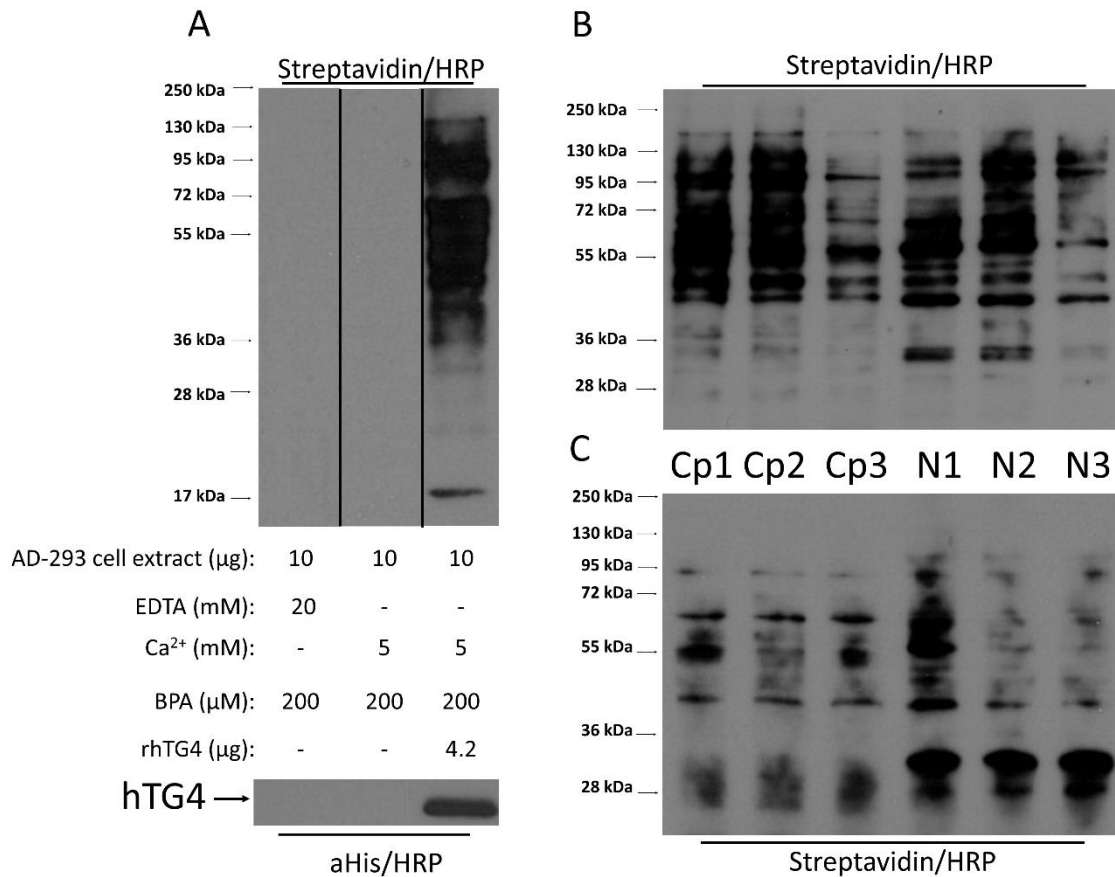 A
Streptavidin/HRP
250 kDa
130 kDa
95 kDa
72 kDa
55 kDa
36 kDa
28 kDa
17 kDa
AD-293 cell extract (µg): 10 10 10
EDTA (mM): 20 - -
Ca²⁺ (mM): - 5 5
BPA (µM): 200 200 200
rhTG4 (µg): - - 4.2
hTG4
aHis/HRP
B
Streptavidin/HRP
250 kDa
130 kDa
95 kDa
72 kDa
55 kDa
36 kDa
28 kDa
C
Cp1 Cp2 Cp3 N1 N2 N3
250 kDa
130 kDa
95 kDa
72 kDa
55 kDa
36 kDa
28 kDa
Streptavidin/HRP